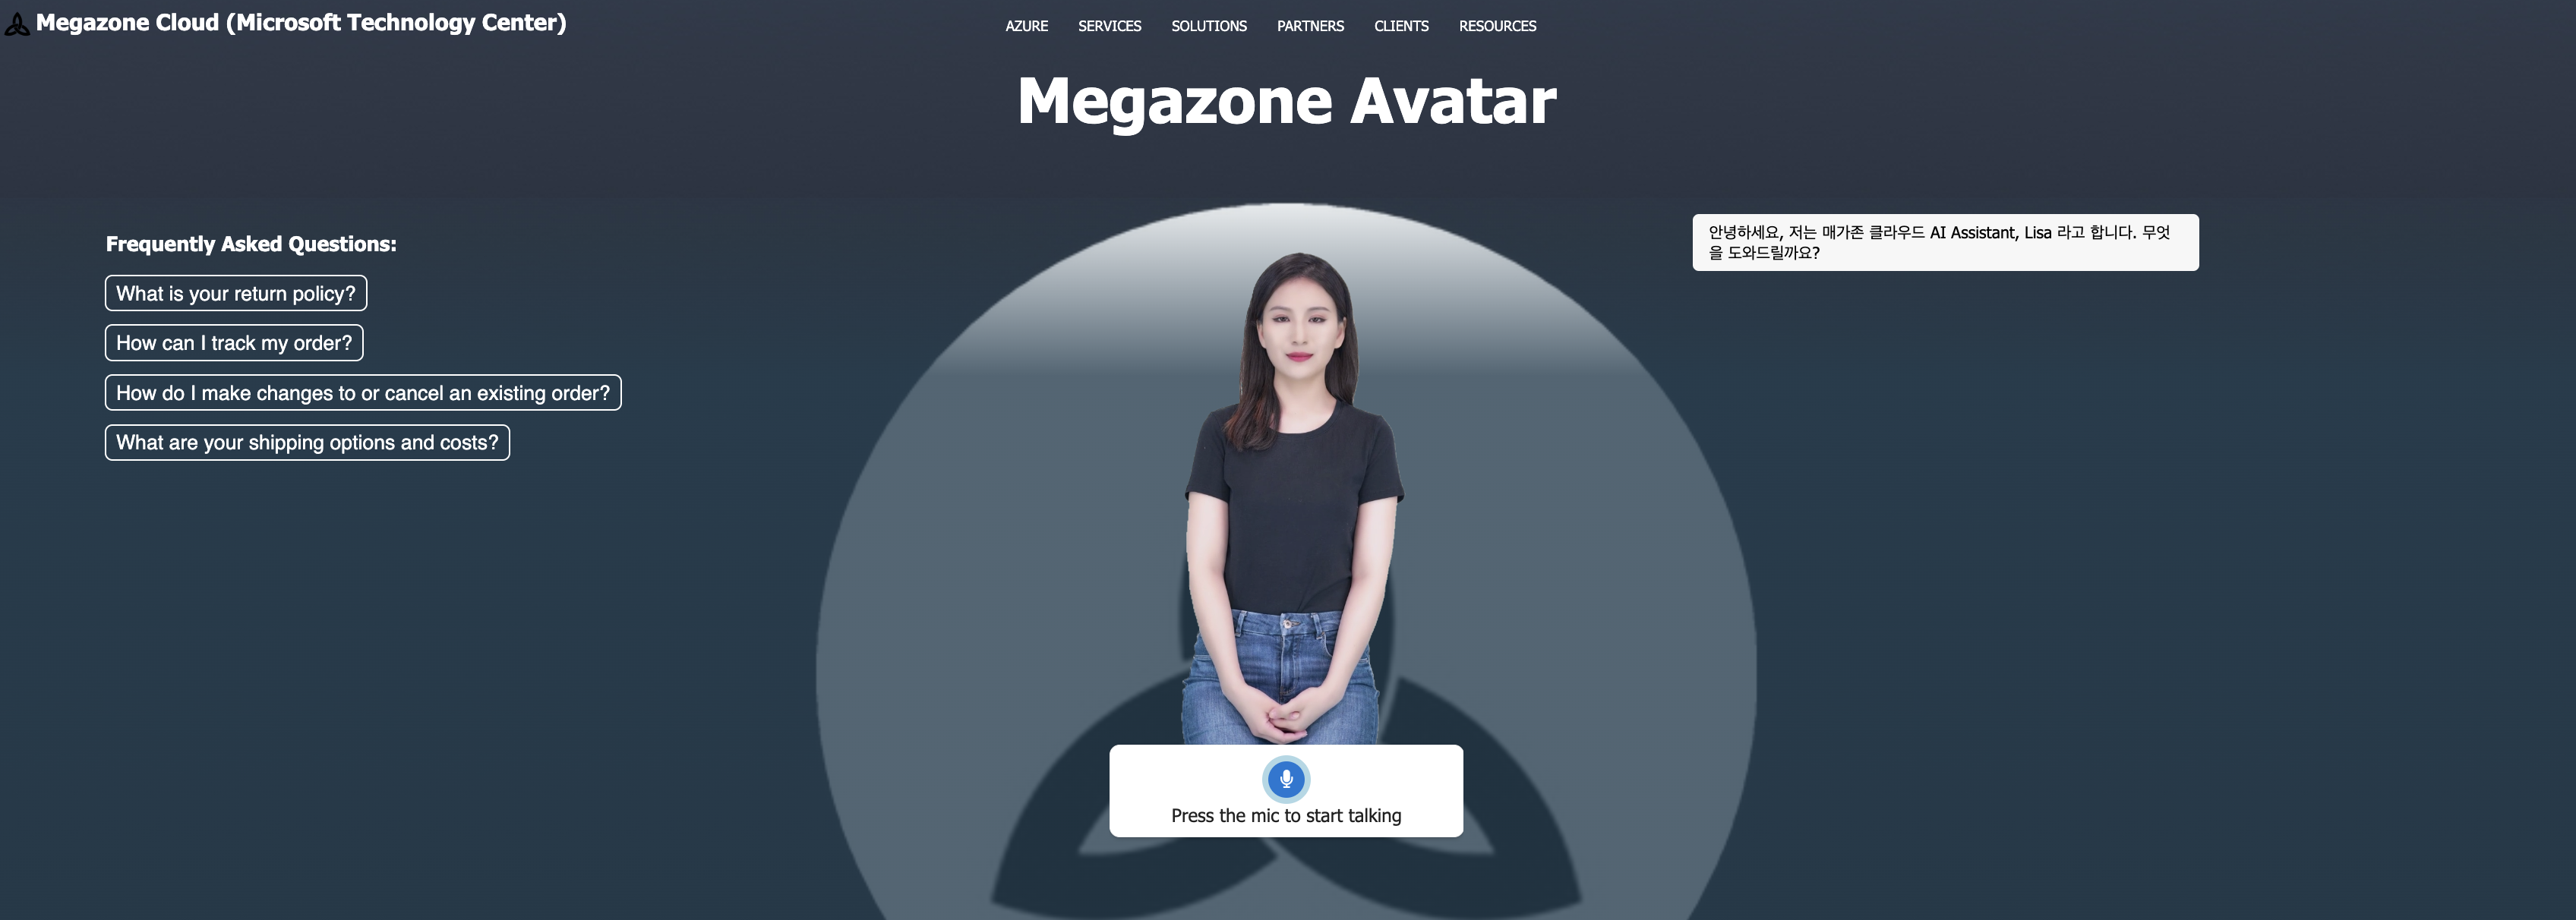 Megazone Cloud (Microsoft Technology Center)
AZURE SERVICES SOLUTIONS PARTNERS CLIENTS RESOURCES
Megazone Avatar
Frequently Asked Questions:
What is your return policy?
How can I track my order?
How do I make changes to or cancel an existing order?
What are your shipping options and costs?
안녕하세요, 저는 매가존 클라우드 AI Assistant, Lisa 라고 합니다. 무엇
을 도와드릴까요?
Press the mic to start talking